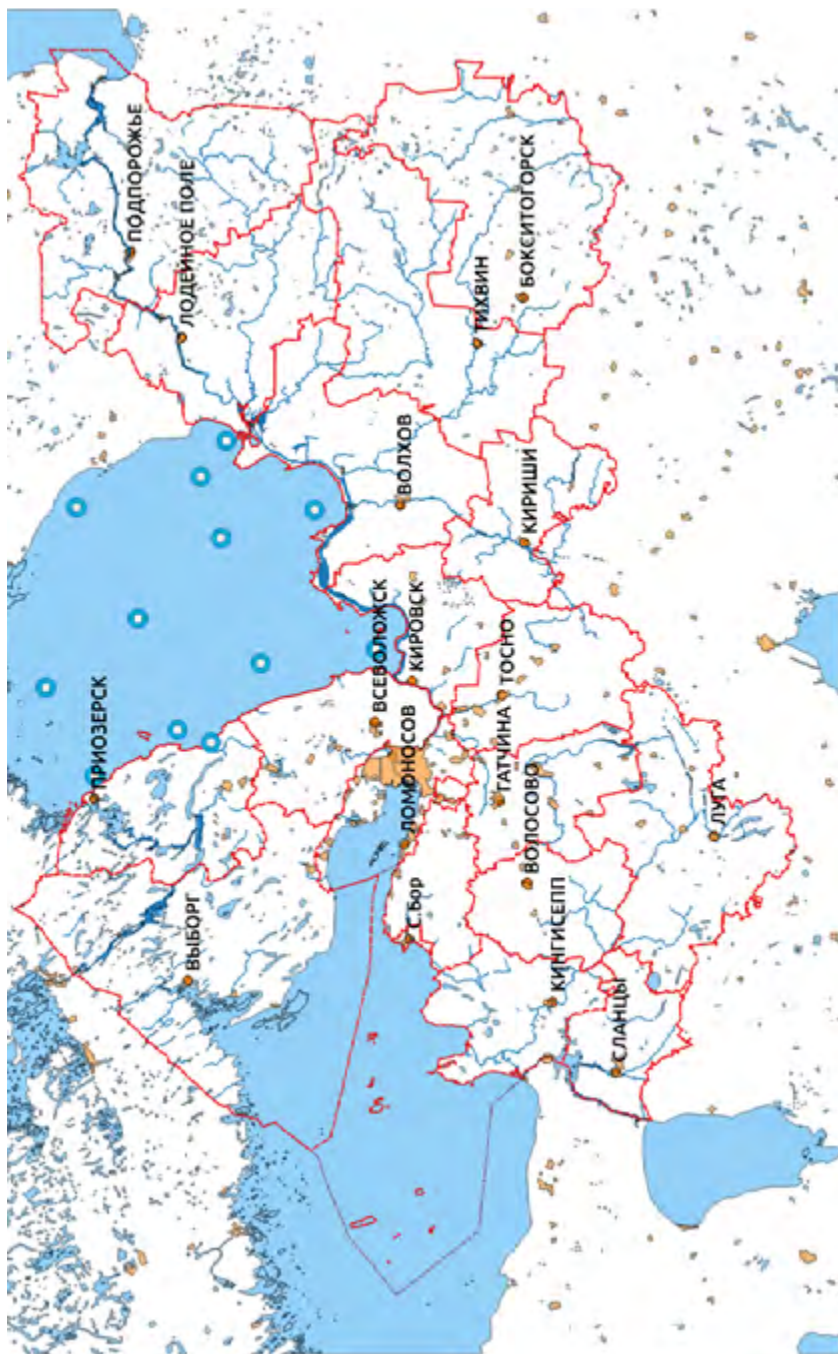 ПОДПОРОЖЬЕ
ЛОДЕЙНОЕ ПОЛЕ
ТИХВИН
БОКСИТОГОРСК
ВОЛХОВ
КИРИШИ
ПРИОЗЕРСК
ВСЕВОЛОЖСК
КИРОВСК
ТОСНО
ЛОМОНОСОВ
ГАТЧИНА
ВОЛОСОВО
ЛУГА
ВЫБОРГ
С.бор
КИНГИСЕПП
СЛАНЦЫ